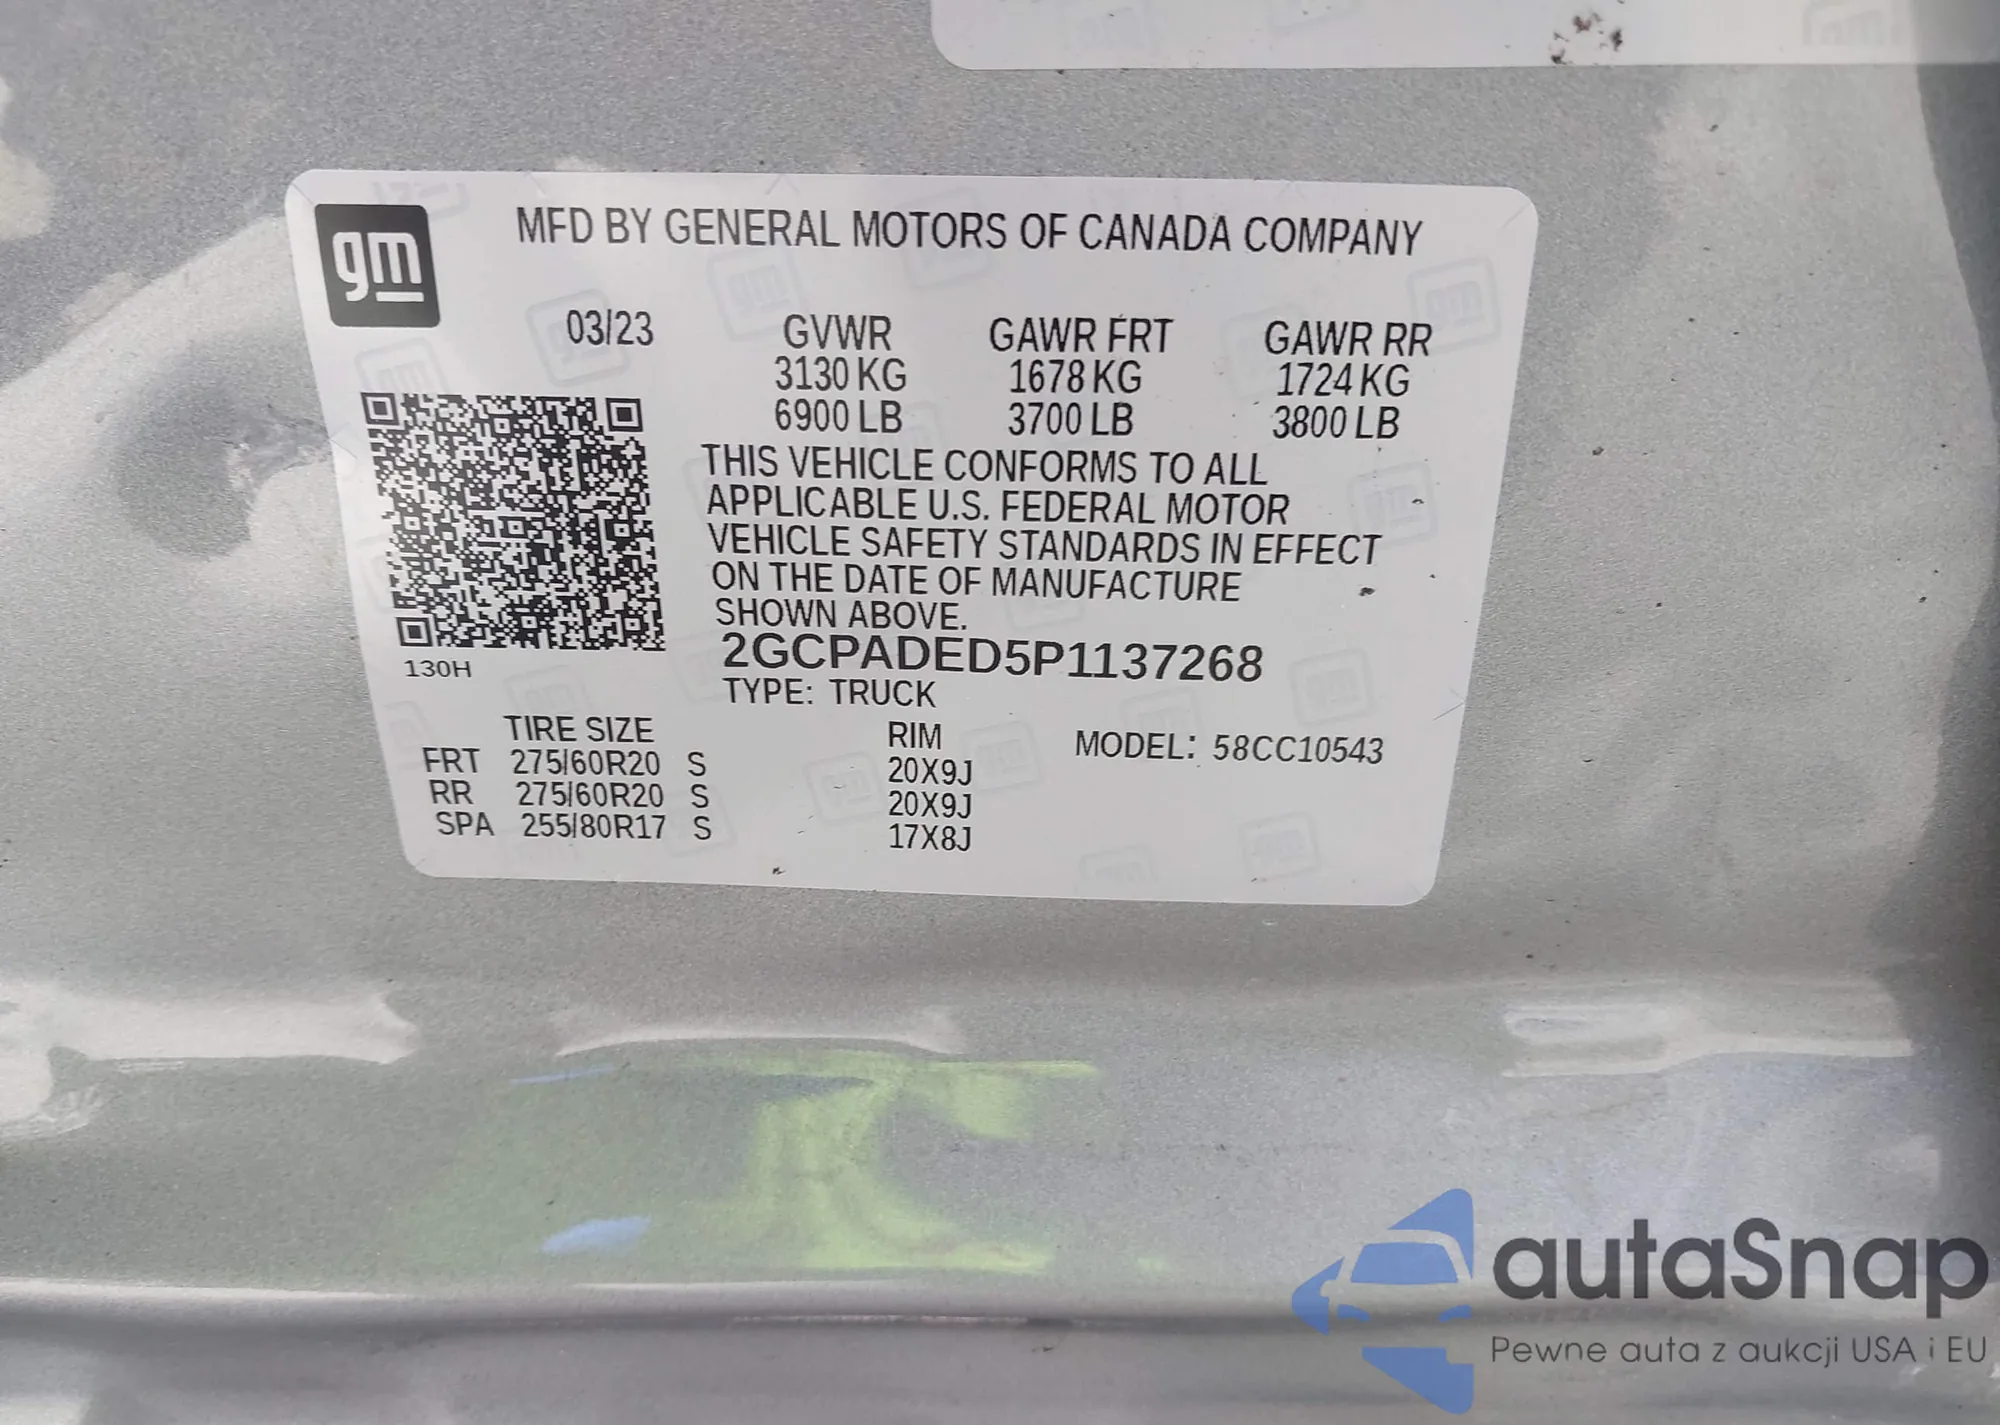 gm
MFD BY GENERAL MOTORS OF CANADA COMPANY
03/23 GVWR GAWR FRT GAWR RR
3130 KG 1678 KG 1724 KG
6900 LB 3700 LB 3800 LB
THIS VEHICLE CONFORMS TO ALL
APPLICABLE U.S. FEDERAL MOTOR
VEHICLE SAFETY STANDARDS IN EFFECT
ON THE DATE OF MANUFACTURE
SHOWN ABOVE.
2GCPADED5P1137268
130H
TYPE: TRUCK
TIRE SIZE RIM MODEL: 58CC10543
FRT 275/60R20 S 20X9J
RR 275/60R20 S 20X9J
SPA 255/80R17 S 17X8J
autaSnap
Pewne auta z aukcji USA i EU